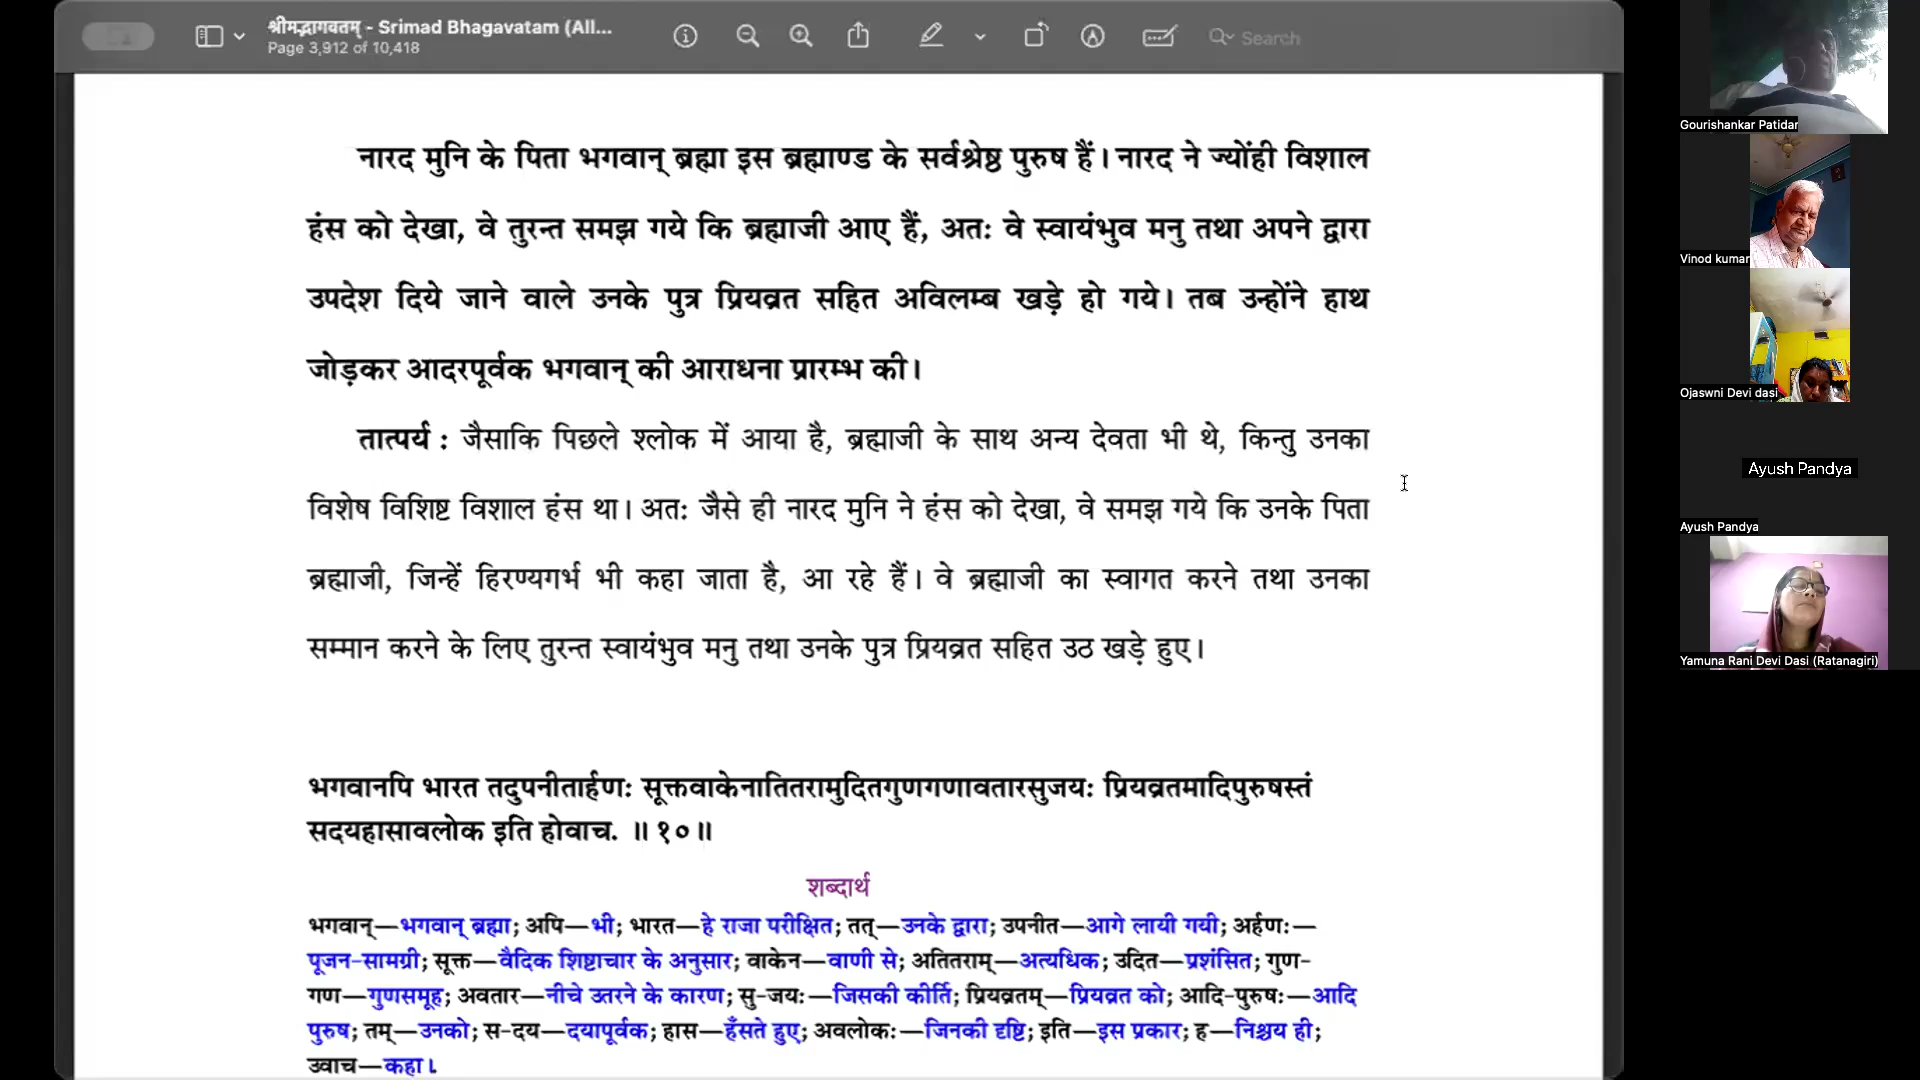 श्रीमद्भागवतम् - Srimad Bhagavatam (All...
Page 3,912 of 10,418
Search
नारद मुनि के पिता भगवान् ब्रह्मा इस ब्रह्माण्ड के सर्वश्रेष्ठ पुरुष हैं। नारद ने ज्योंही विशाल
हंस को देखा, वे तुरन्त समझ गये कि ब्रह्माजी आए हैं, अतः वे स्वायंभुव मनु तथा अपने द्वारा
उपदेश दिये जाने वाले उनके पुत्र प्रियव्रत सहित अविलम्ब खड़े हो गये। तब उन्होंने हाथ
जोड़कर आदरपूर्वक भगवान् की आराधना प्रारम्भ की।
तात्पर्य : जैसाकि पिछले श्लोक में आया है, ब्रह्माजी के साथ अन्य देवता भी थे, किन्तु उनका
विशेष विशिष्ट विशाल हंस था। अतः जैसे ही नारद मुनि ने हंस को देखा, वे समझ गये कि उनके पिता
ब्रह्माजी, जिन्हें हिरण्यगर्भ भी कहा जाता है, आ रहे हैं। वे ब्रह्माजी का स्वागत करने तथा उनका
सम्मान करने के लिए तुरन्त स्वायंभुव मनु तथा उनके पुत्र प्रियव्रत सहित उठ खड़े हुए।
भगवानपि भारत तदुपनीतार्हणः सूक्तवाकेनातितरामुदितगुणगणावतारसुजयः प्रियव्रतमादिपुरुषस्तं
सदयहासावलोक इति होवाच. ॥ १०॥
शब्दार्थ
भगवान्—भगवान् ब्रह्मा; अपि—भी; भारत—हे राजा परीक्षित; तत्—उनके द्वारा; उपनीत—आगे लायी गयी; अर्हणः—
पूजन-सामग्री; सूक्त—वैदिक शिष्टाचार के अनुसार; वाकेन—वाणी से; अतितराम्—अत्यधिक; उदित—प्रशंसित; गुण-
गण—गुणसमूह; अवतार—नीचे उतरने के कारण; सु-जयः—जिसकी कीर्ति; प्रियव्रतम्—प्रियव्रत को; आदि-पुरुषः—आदि
पुरुष; तम्—उनको; स-दय—दयापूर्वक; हास—हँसते हुए; अवलोकः—जिनकी दृष्टि; इति—इस प्रकार; ह—निश्चय ही;
उवाच—कहा।
Gourishankar Patidar
Vinod kumar
Ojaswni Devi dasi
Ayush Pandya
Ayush Pandya
Yamuna Rani Devi Dasi (Ratanagiri)